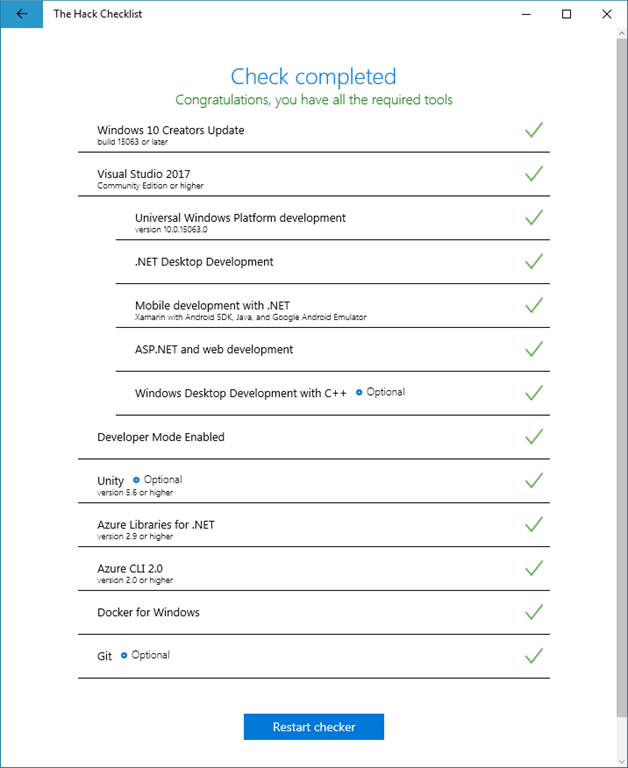 The Hack Checklist
Check completed
Congratulations, you have all the required tools
Windows 10 Creators Update
build 15063 or later
Visual Studio 2017
Community Edition or higher
Universal Windows Platform development
version 10.0.15063.0
.NET Desktop Development
Mobile development with .NET
Xamarin with Android SDK, Java, and Google Android Emulator
ASP.NET and web development
Windows Desktop Development with C++ Optional
Developer Mode Enabled
Unity Optional
version 5.6 or higher
Azure Libraries for .NET
version 2.9 or higher
Azure CLI 2.0
version 2.0 or higher
Docker for Windows
Git Optional
Restart checker